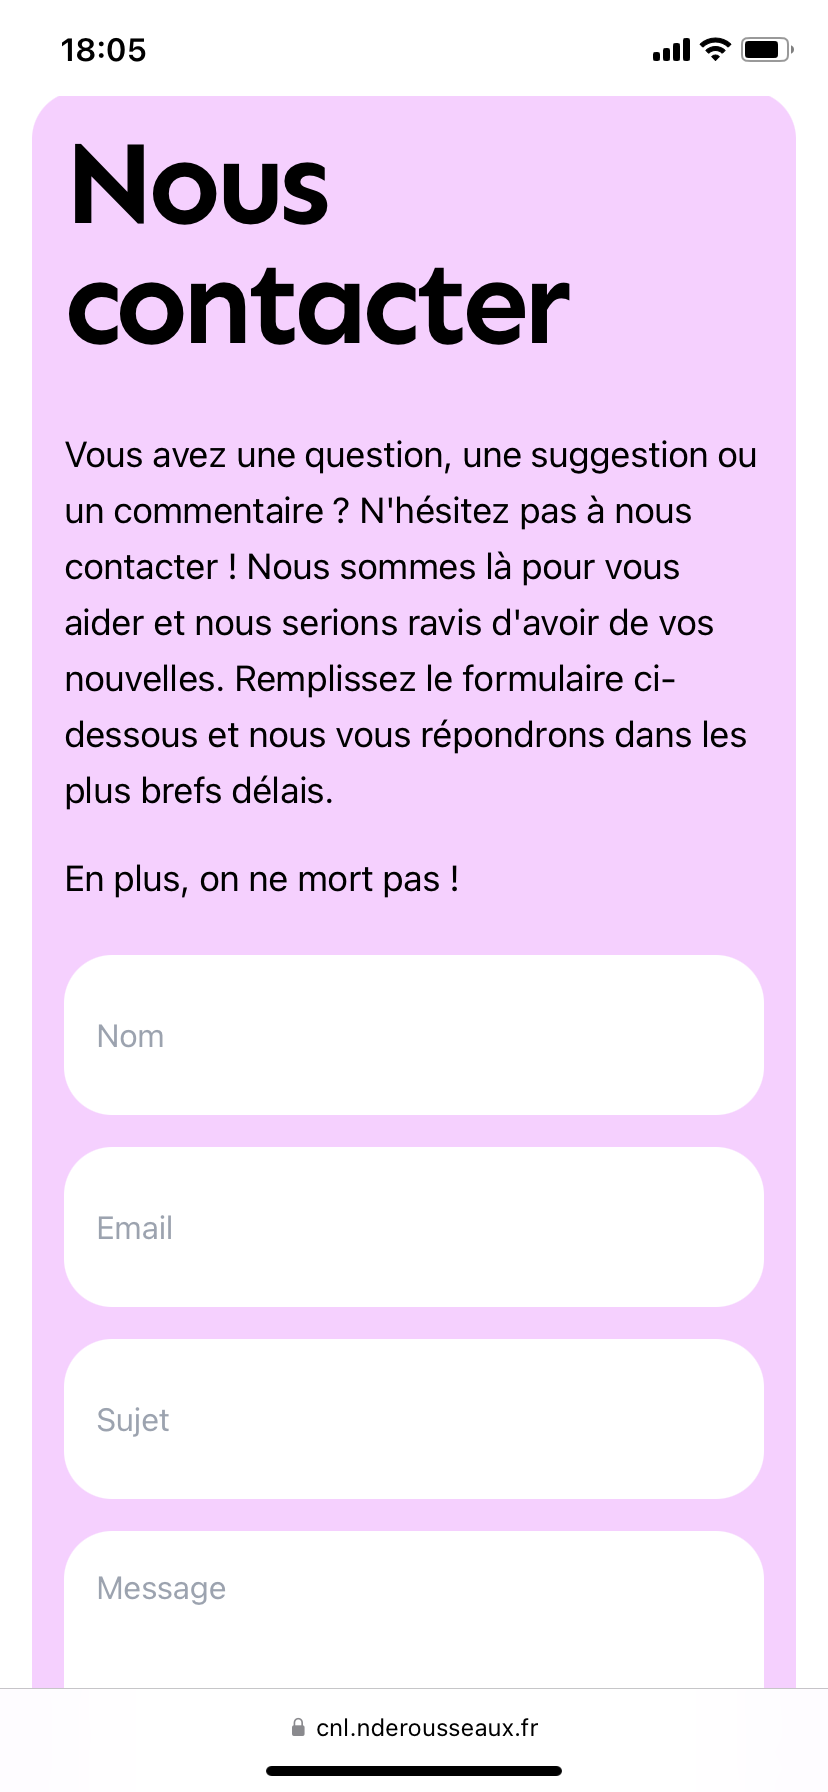 18:05
Nous
contacter
Vous avez une question, une suggestion ou
un commentaire ? N'hésitez pas à nous
contacter ! Nous sommes là pour vous
aider et nous serions ravis d'avoir de vos
nouvelles. Remplissez le formulaire ci-
dessous et nous vous répondrons dans les
plus brefs délais.
En plus, on ne mort pas !
Nom
Email
Sujet
Message
cnl.nderousseaux.fr